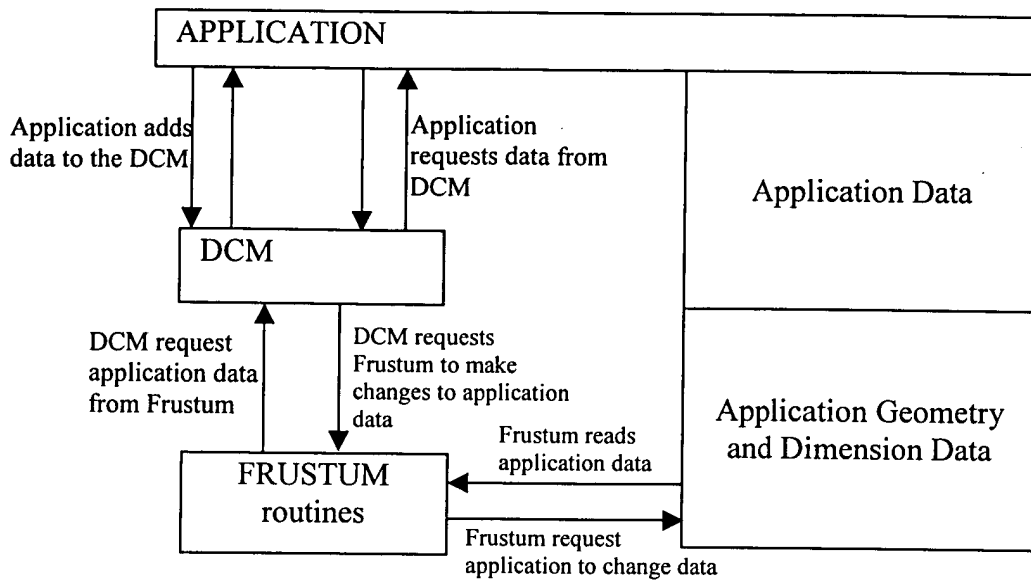 APPLICATION
Application adds
data to the DCM
Application
requests data from
DCM
Application Data
DCM
DCM request
application data
from Frustum
DCM requests
Frustum to make
changes to application
data
Application Geometry
and Dimension Data
Frustum reads
application data
FRUSTUM
routines
Frustum request
application to change data